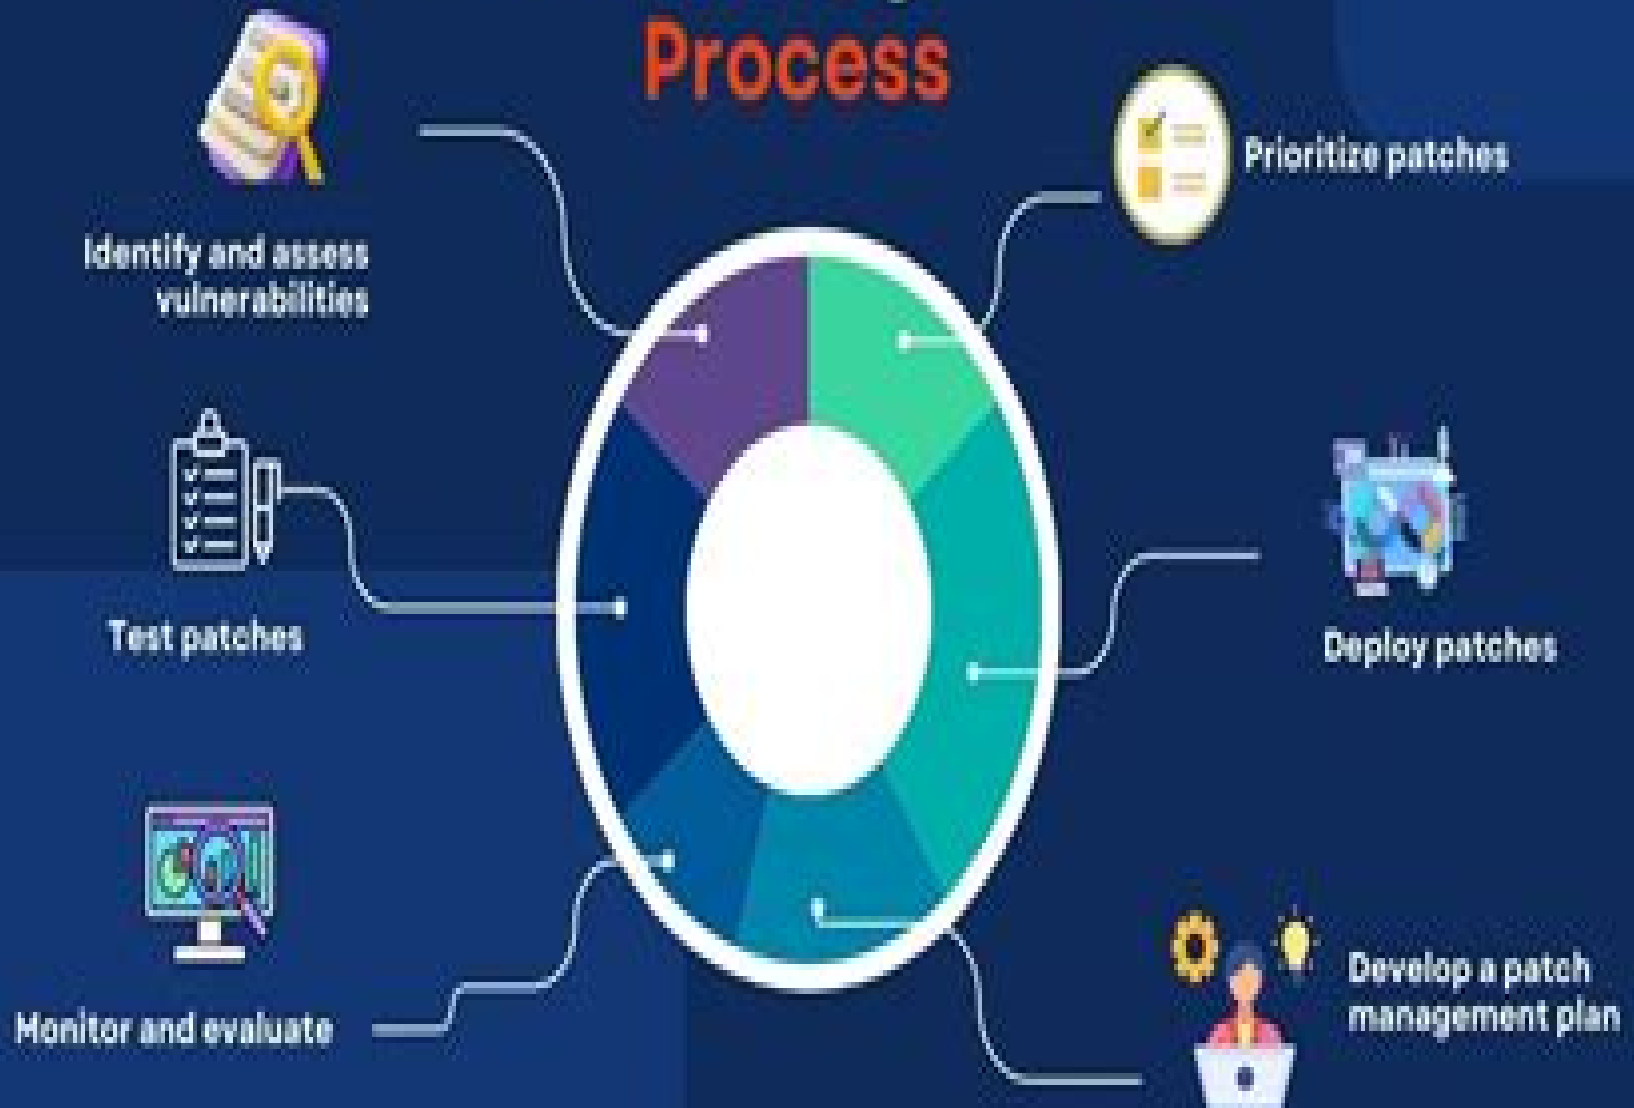 Process
Identify and assess
vulnerabilities
Prioritize patches
Test patches
Deploy patches
Monitor and evaluate
Develop a patch
management plan